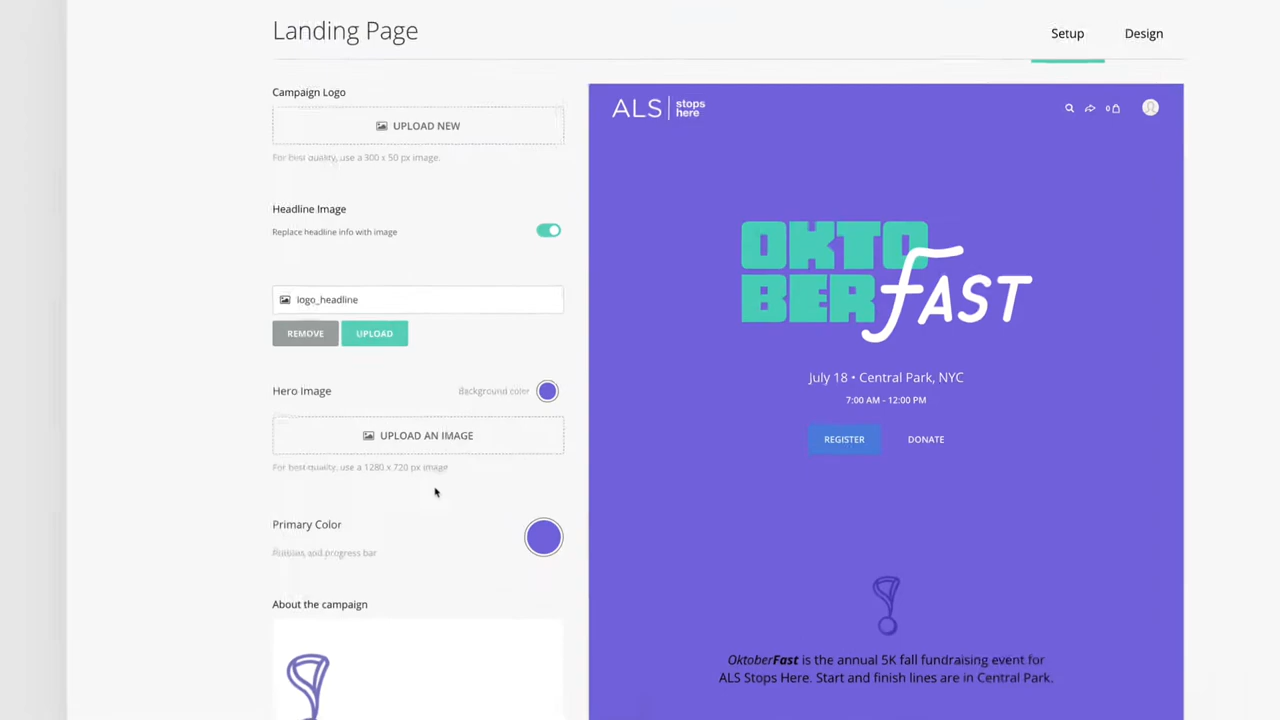 Landing Page
Setup
Design
Campaign Logo
UPLOAD NEW
For best quality, use a 300 x 50 px image.
Headline Image
Replace headline info with image
logo_headline
REMOVE
UPLOAD
Hero Image
Background color
UPLOAD AN IMAGE
For best quality, use a 1280 x 720 px image
Primary Color
and progress bar
About the campaign
ALS
stops
here
0
OKTO
BER
FAST
July 18 • Central Park, NYC
7:00 AM - 12:00 PM
REGISTER
DONATE
OktoberFast is the annual 5K fall fundraising event for
ALS Stops Here. Start and finish lines are in Central Park.